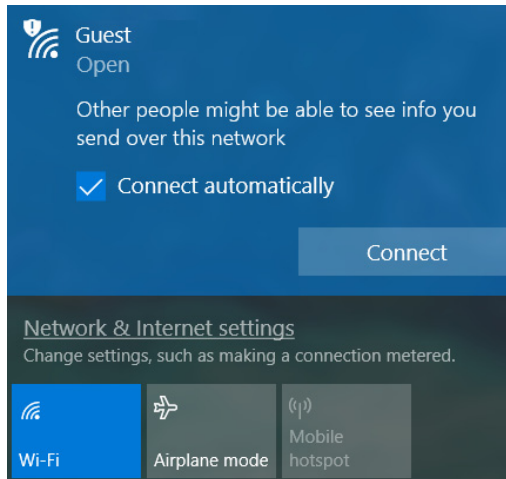 Guest
Open
Other people might be able to see info you
send over this network
Connect automatically
Connect
Network & Internet settings
Change settings, such as making a connection metered.
Wi-Fi
Airplane mode
Mobile
hotspot